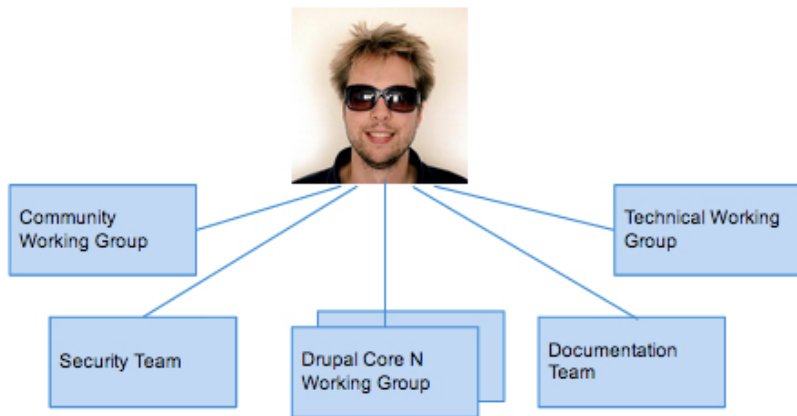 Community
Working Group
Technical Working
Group
Security Team
Drupal Core N
Working Group
Documentation
Team